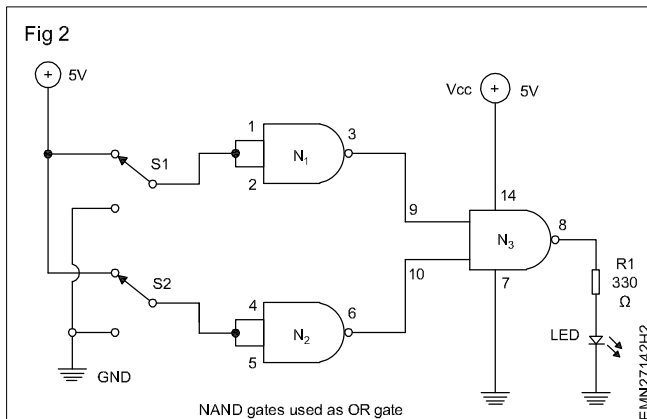 Fig 2
+ 5V
Vcc + 5V
S1
1
2
N1
3
14
9
N3
8
10
7
R1
330
Ω
S2
4
5
N2
6
LED
GND
NAND gates used as OR gate
EMN27142H2